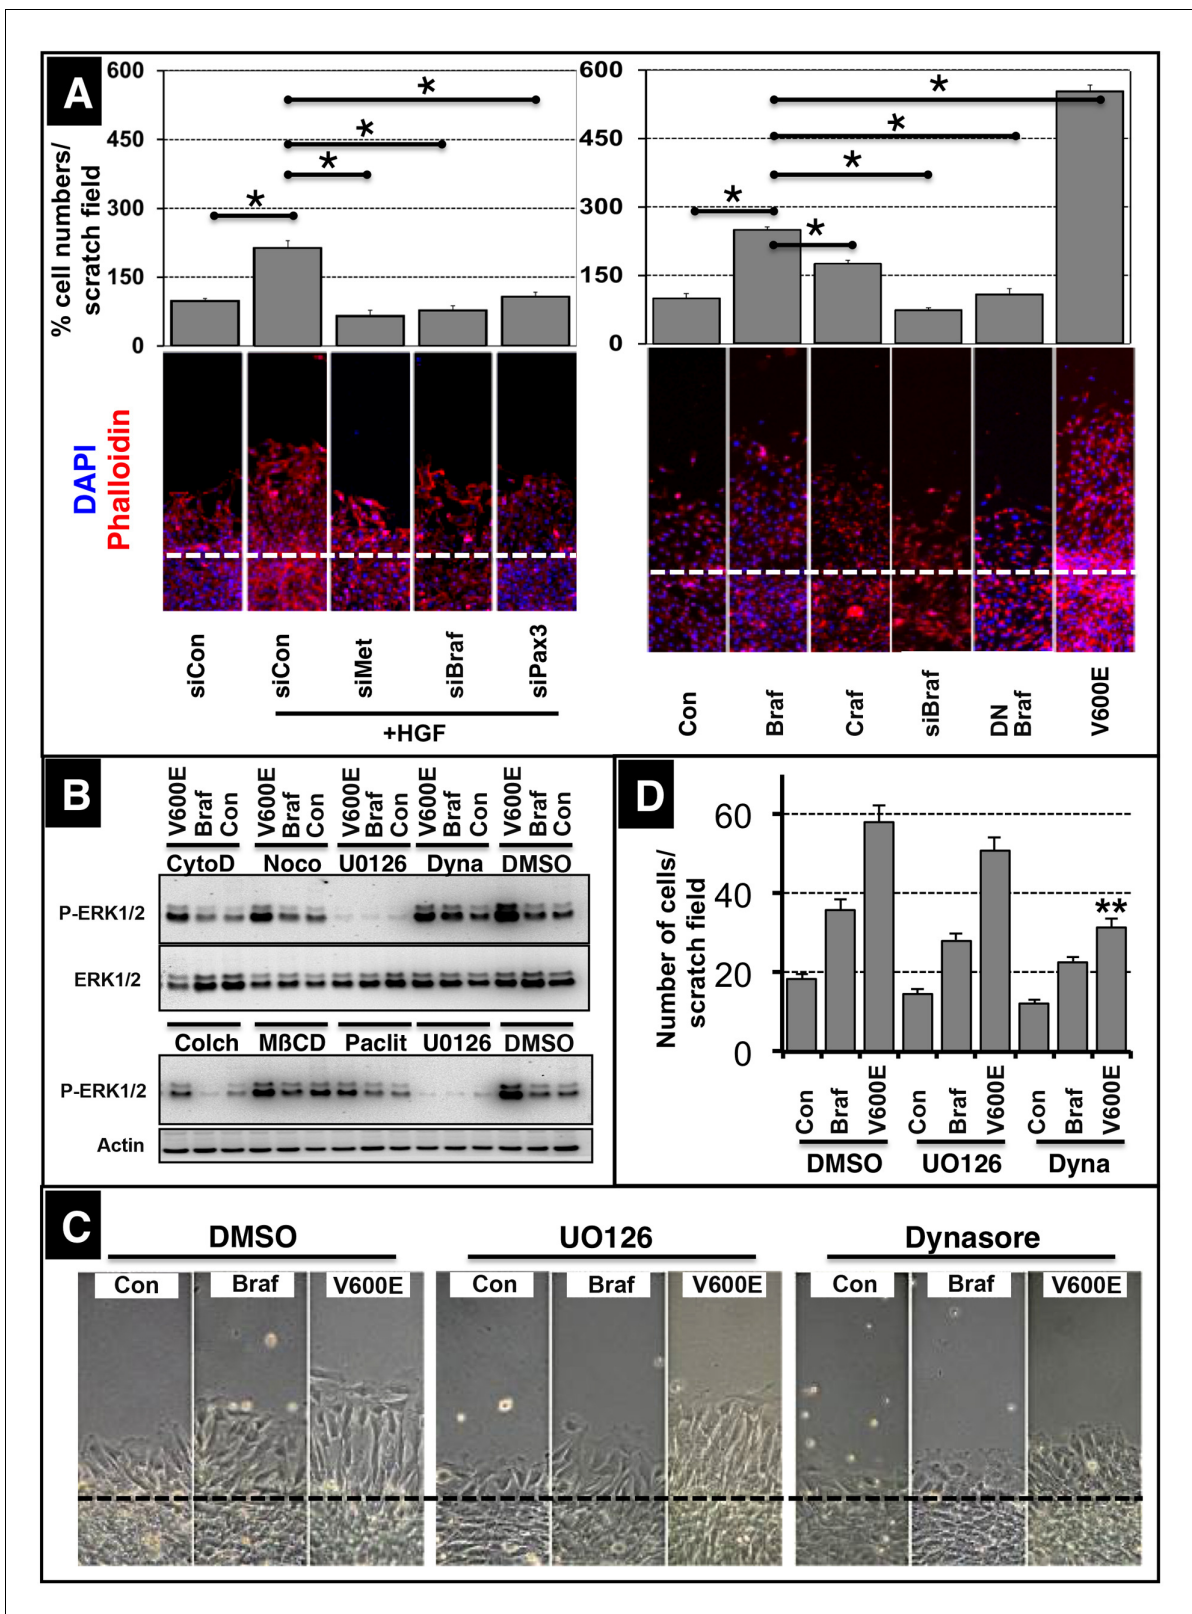 A
% cell numbers/
scratch field
600
450
300
150
0
* * * *
600
450
300
150
0
* * * * *
DAPI
Phalloidin
siCon siCon siMet siBraf siPax3
+HGF
Con Braf Craf siBraf DN Braf V600E
B
V600E Braf Con V600E Braf Con V600E Braf Con V600E Braf Con V600E Braf Con
CytoD Noco U0126 Dyna DMSO
P-ERK1/2
ERK1/2
Colch MßCD Paclit U0126 DMSO
P-ERK1/2
Actin
D
Number of cells/
scratch field
60
40
20
0
**
Con Braf V600E Con Braf V600E Con Braf V600E
DMSO UO126 Dyna
C
DMSO UO126 Dynasore
Con Braf V600E Con Braf V600E Con Braf V600E